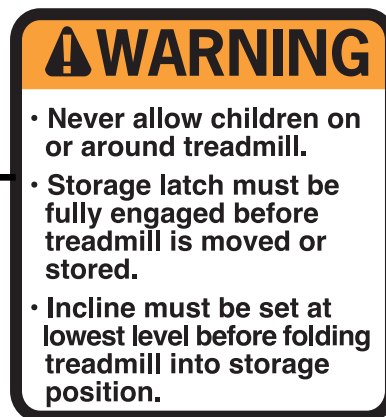 WARNING
· Never allow children on
or around treadmill.
· Storage latch must be
fully engaged before
treadmill is moved or
stored.
· Incline must be set at
lowest level before folding
treadmill into storage
position.